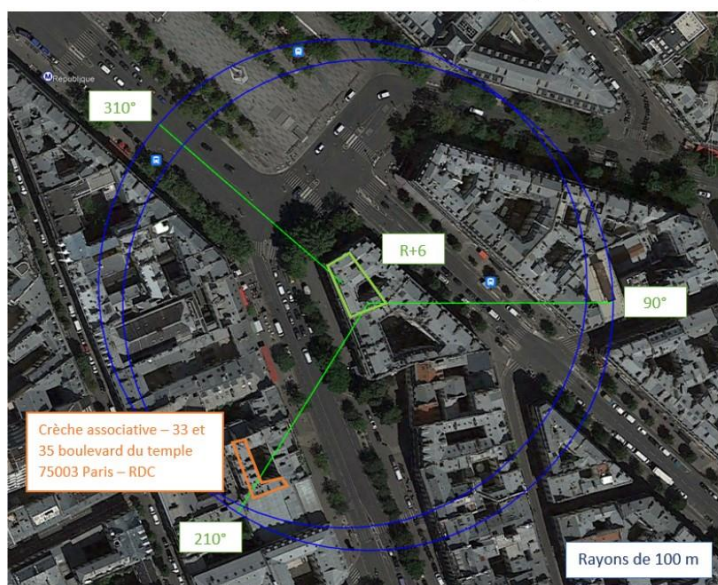 M République
310°
R+6
90°
Crèche associative – 33 et
35 boulevard du temple
75003 Paris – RDC
210°
Rayons de 100 m